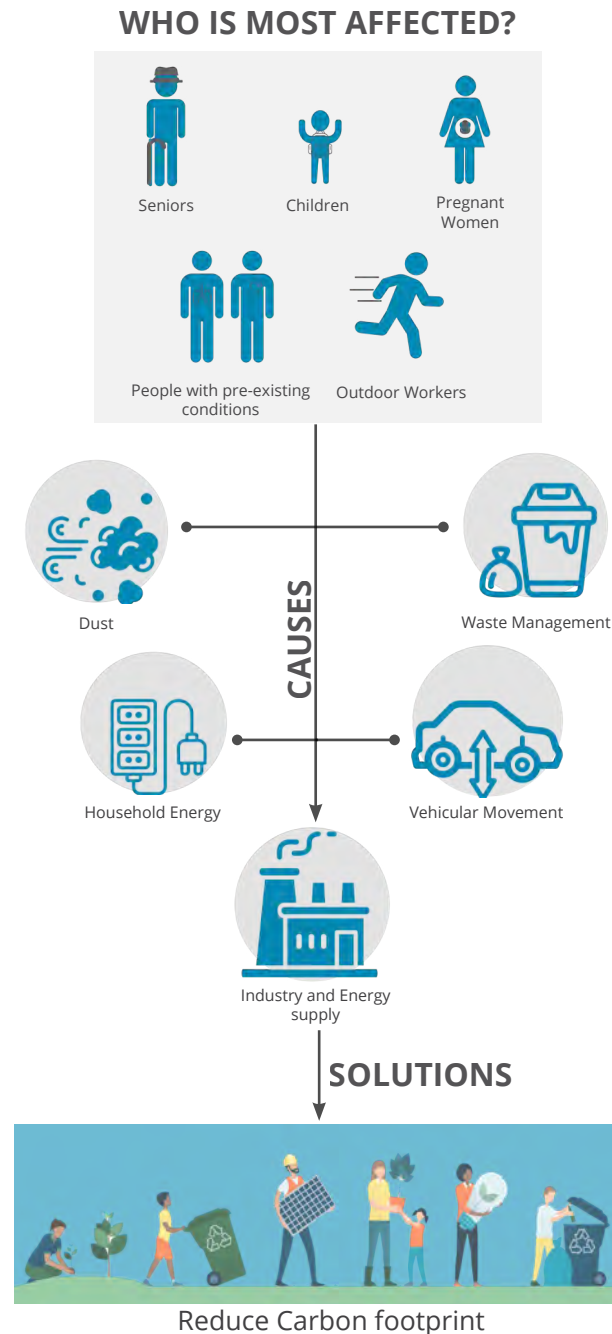 WHO IS MOST AFFECTED?
Seniors
Children
Pregnant
Women
People with pre-existing
conditions
Outdoor Workers
CAUSES
Dust
Waste Management
Household Energy
Vehicular Movement
Industry and Energy
supply
SOLUTIONS
Reduce Carbon footprint